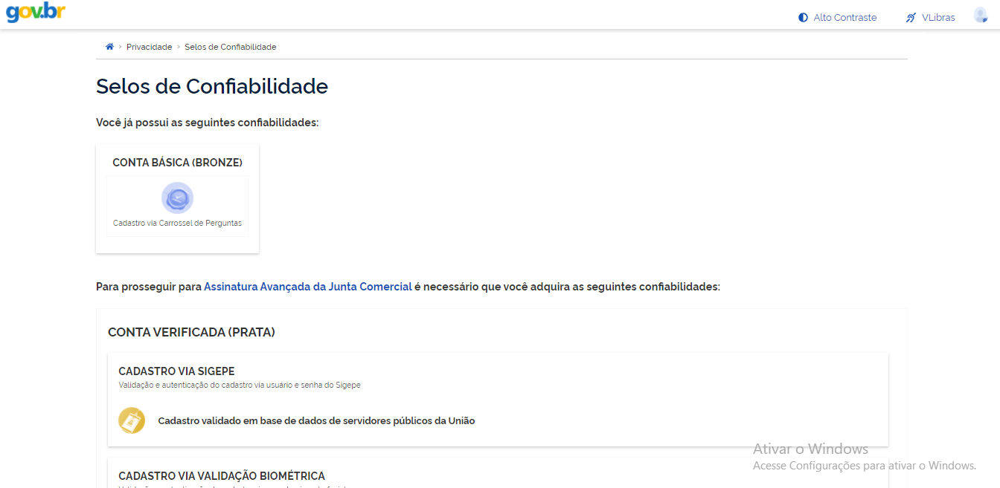 gov.br
Alto Contraste
VLibras
Privacidade > Selos de Confiabilidade
Selos de Confiabilidade
Você já possui as seguintes confiabilidades:
CONTA BÁSICA (BRONZE)
Cadastro via Carrossel de Perguntas
Para prosseguir para Assinatura Avançada da Junta Comercial é necessário que você adquira as seguintes confiabilidades:
CONTA VERIFICADA (PRATA)
CADASTRO VIA SIGEPE
Validação e autenticação do cadastro via usuário e senha do Sigepe
Cadastro validado em base de dados de servidores públicos da União
Ativar o Windows
Acesse Configurações para ativar o Windows.
CADASTRO VIA VALIDAÇÃO BIOMÉTRICA